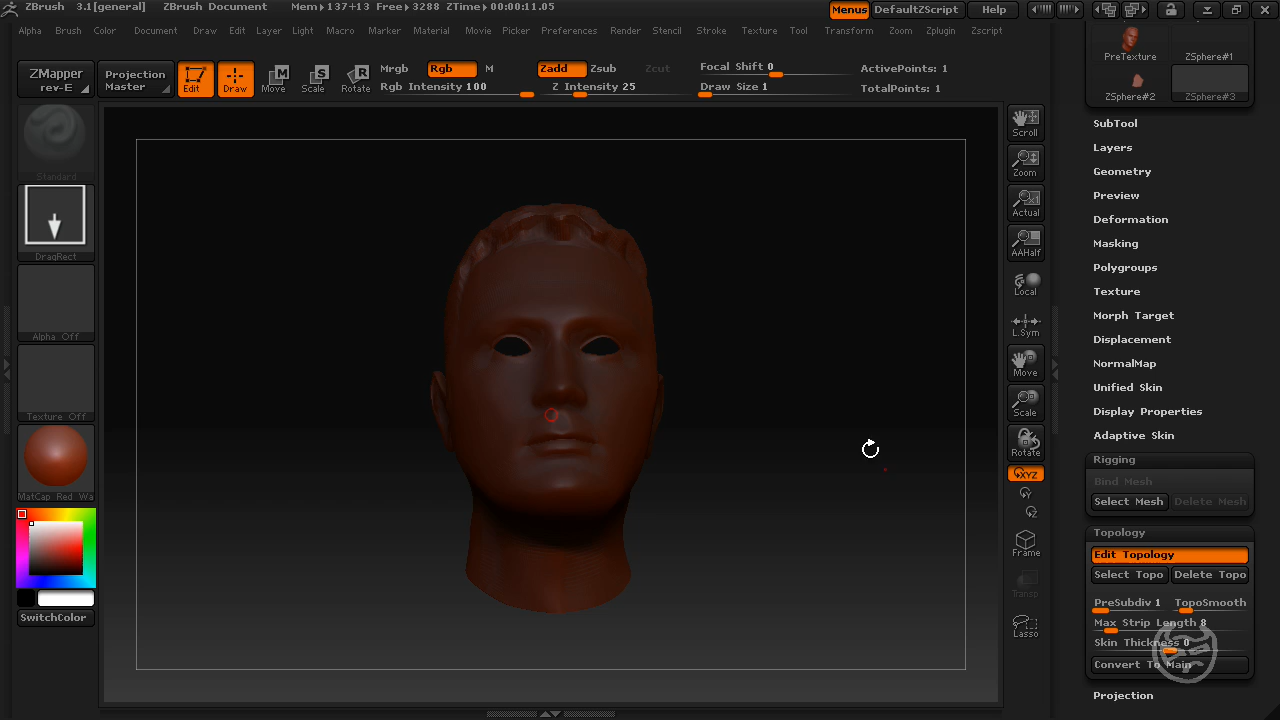 ZBrush 3.1[general] ZBrush Document Mem▸137+13 Free▸3288 ZTime▸00:00:11.05 Menus DefaultZScript Help
Alpha Brush Color Document Draw Edit Layer Light Macro Marker Material Movie Picker Preferences Render Stencil Stroke Texture Tool Transform Zoom Zplugin Zscript
ZMapper rev-E
Projection Master
Edit
Draw
Move
Scale
Rotate
Mrgb Rgb M
Rgb Intensity 100
Zadd Zsub Zcut
Z Intensity 25
Focal Shift 0
Draw Size 1
ActivePoints: 1
TotalPoints: 1
Standard
DragRect
Alpha Off
Texture Off
MatCap Red Wa
SwitchColor
Scroll
Zoom
Actual
AAHalf
Local
L.Sym
Move
Scale
Rotate
XYZ
Y
Z
Frame
Transp
Lasso
PreTexture ZSphere#1
ZSphere#2 ZSphere#3
SubTool
Layers
Geometry
Preview
Deformation
Masking
Polygroups
Texture
Morph Target
Displacement
NormalMap
Unified Skin
Display Properties
Adaptive Skin
Rigging
Bind Mesh
Select Mesh Delete Mesh
Topology
Edit Topology
Select Topo Delete Topo
PreSubdiv 1 TopoSmooth
Max Strip Length 8
Skin Thickness 0
Convert To Main
Projection